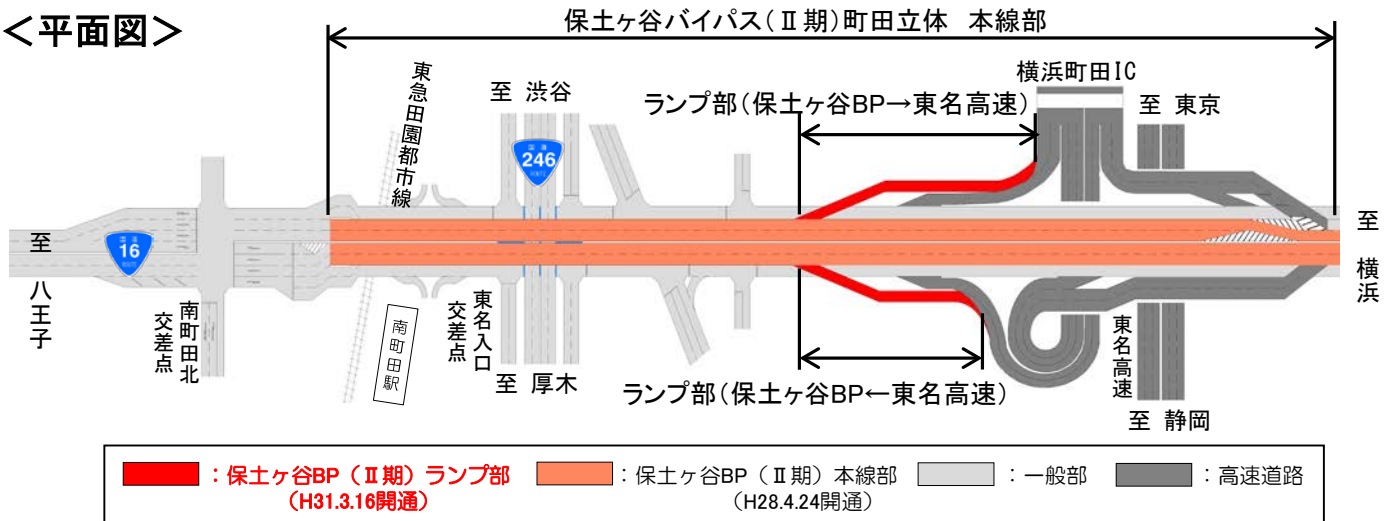 ＜平面図＞
保土ヶ谷バイパス(Ⅱ期)町田立体 本線部
東急田園都市線
至 渋谷
横浜町田IC
ランプ部(保土ヶ谷BP→東名高速)
至 東京
国道
246
ROUTE
国道
16
ROUTE
至 八王子
至 横浜
南町田北
交差点
南町田駅
東名入口
交差点
至 厚木
ランプ部(保土ヶ谷BP←東名高速)
東名高速
至 静岡
：保土ヶ谷BP（Ⅱ期）ランプ部
（H31.3.16開通）
：保土ヶ谷BP（Ⅱ期）本線部
（H28.4.24開通）
：一般部
：高速道路